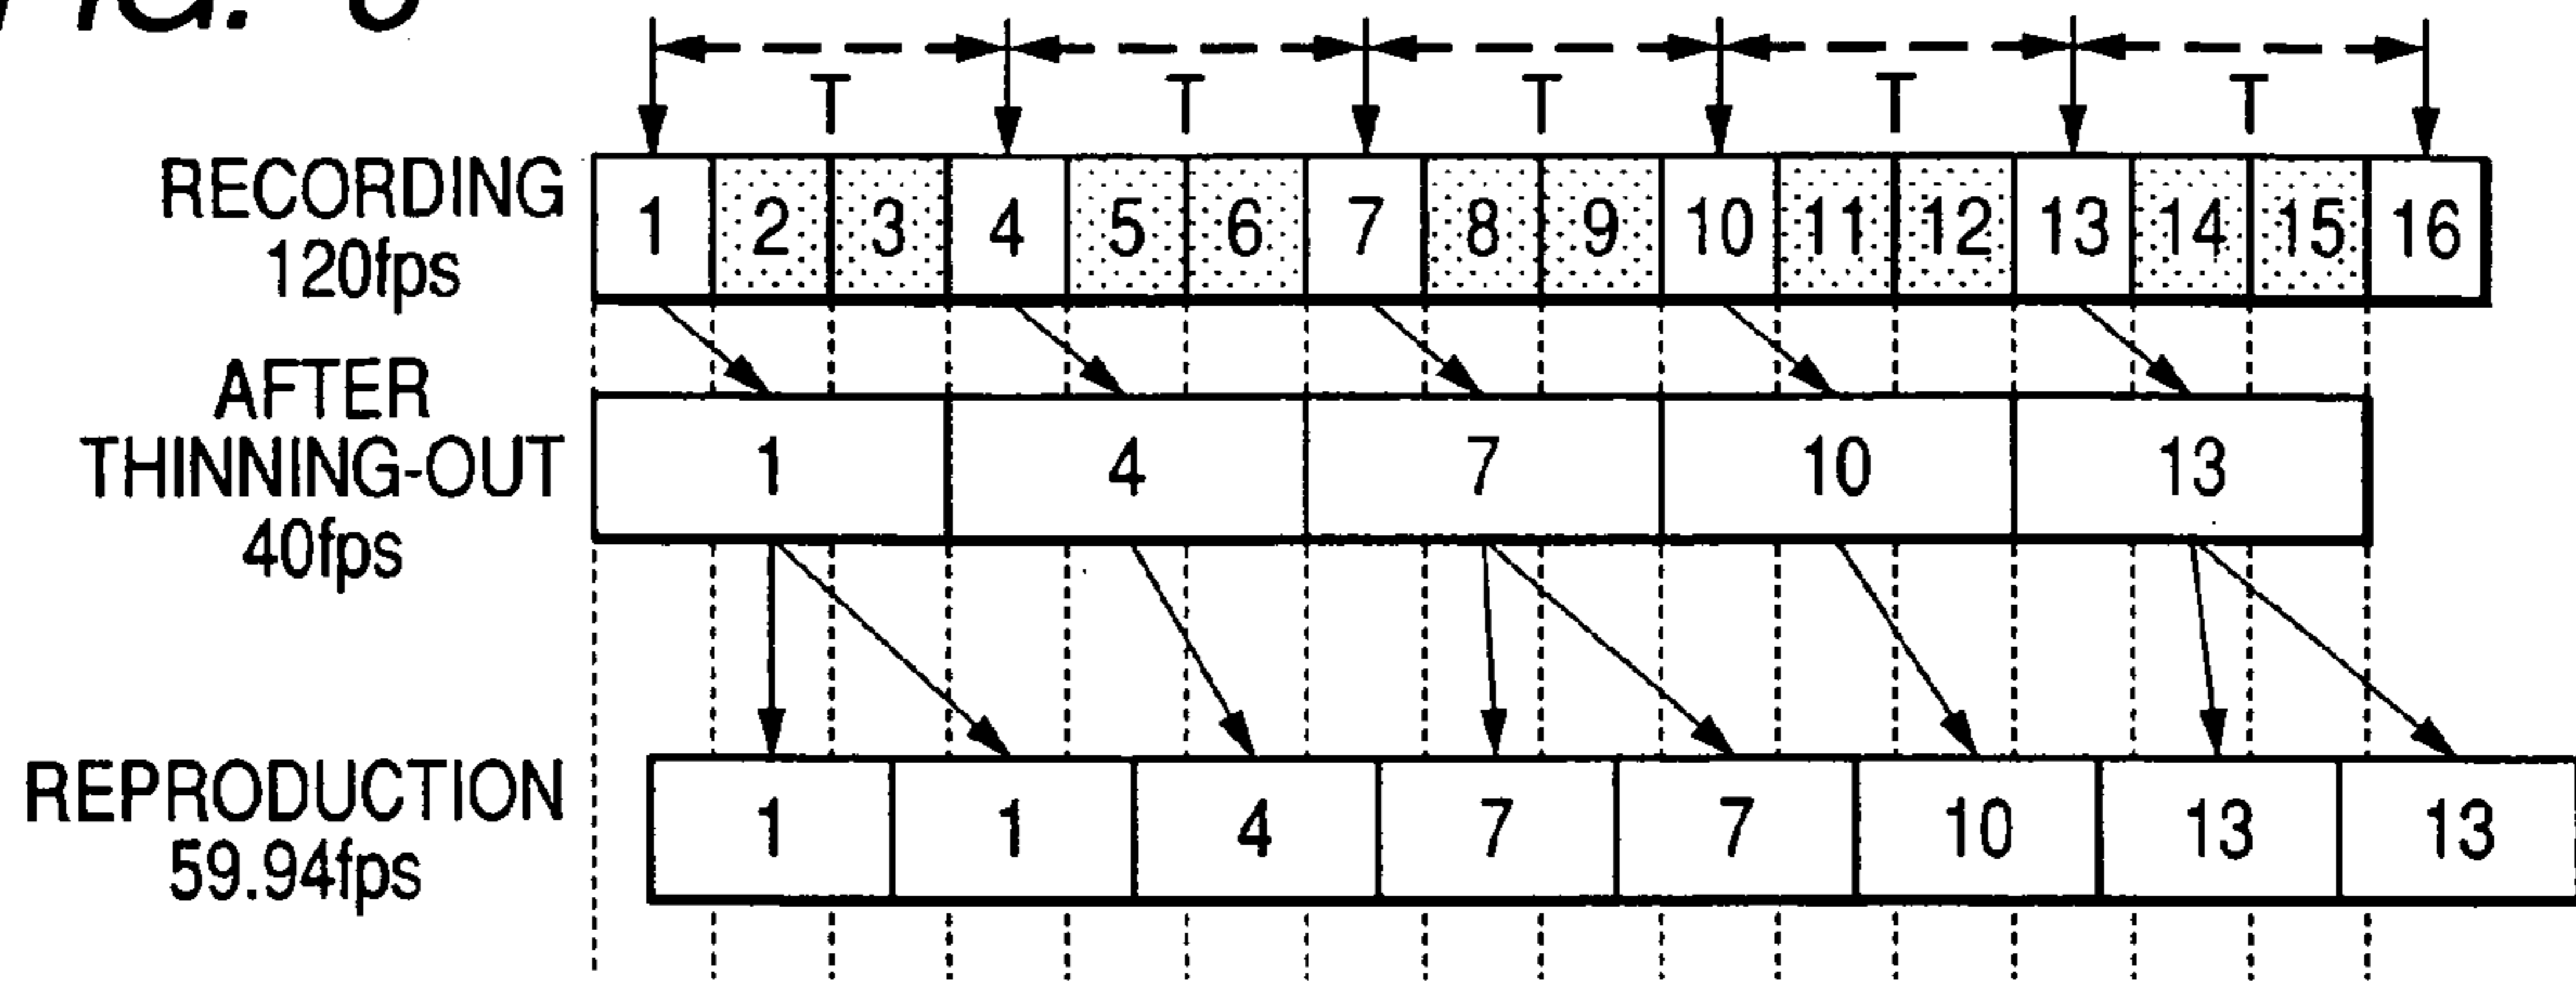 FIG.
T T T T T
RECORDING 1 2 3 4 5 6 7 8 9 10 11 12 13 14 15 16
120fps
AFTER
THINNING-OUT 1 4 7 10 13
40fps
REPRODUCTION 1 1 4 7 7 10 13 13
59.94fps